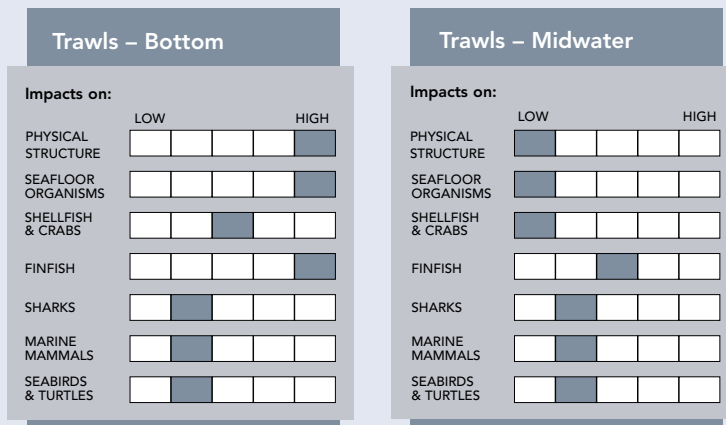 Trawls – Bottom
Impacts on:
LOW HIGH
PHYSICAL
STRUCTURE
SEAFLOOR
ORGANISMS
SHELLFISH
& CRABS
FINFISH
SHARKS
MARINE
MAMMALS
SEABIRDS
& TURTLES
Trawls – Midwater
Impacts on:
LOW HIGH
PHYSICAL
STRUCTURE
SEAFLOOR
ORGANISMS
SHELLFISH
& CRABS
FINFISH
SHARKS
MARINE
MAMMALS
SEABIRDS
& TURTLES